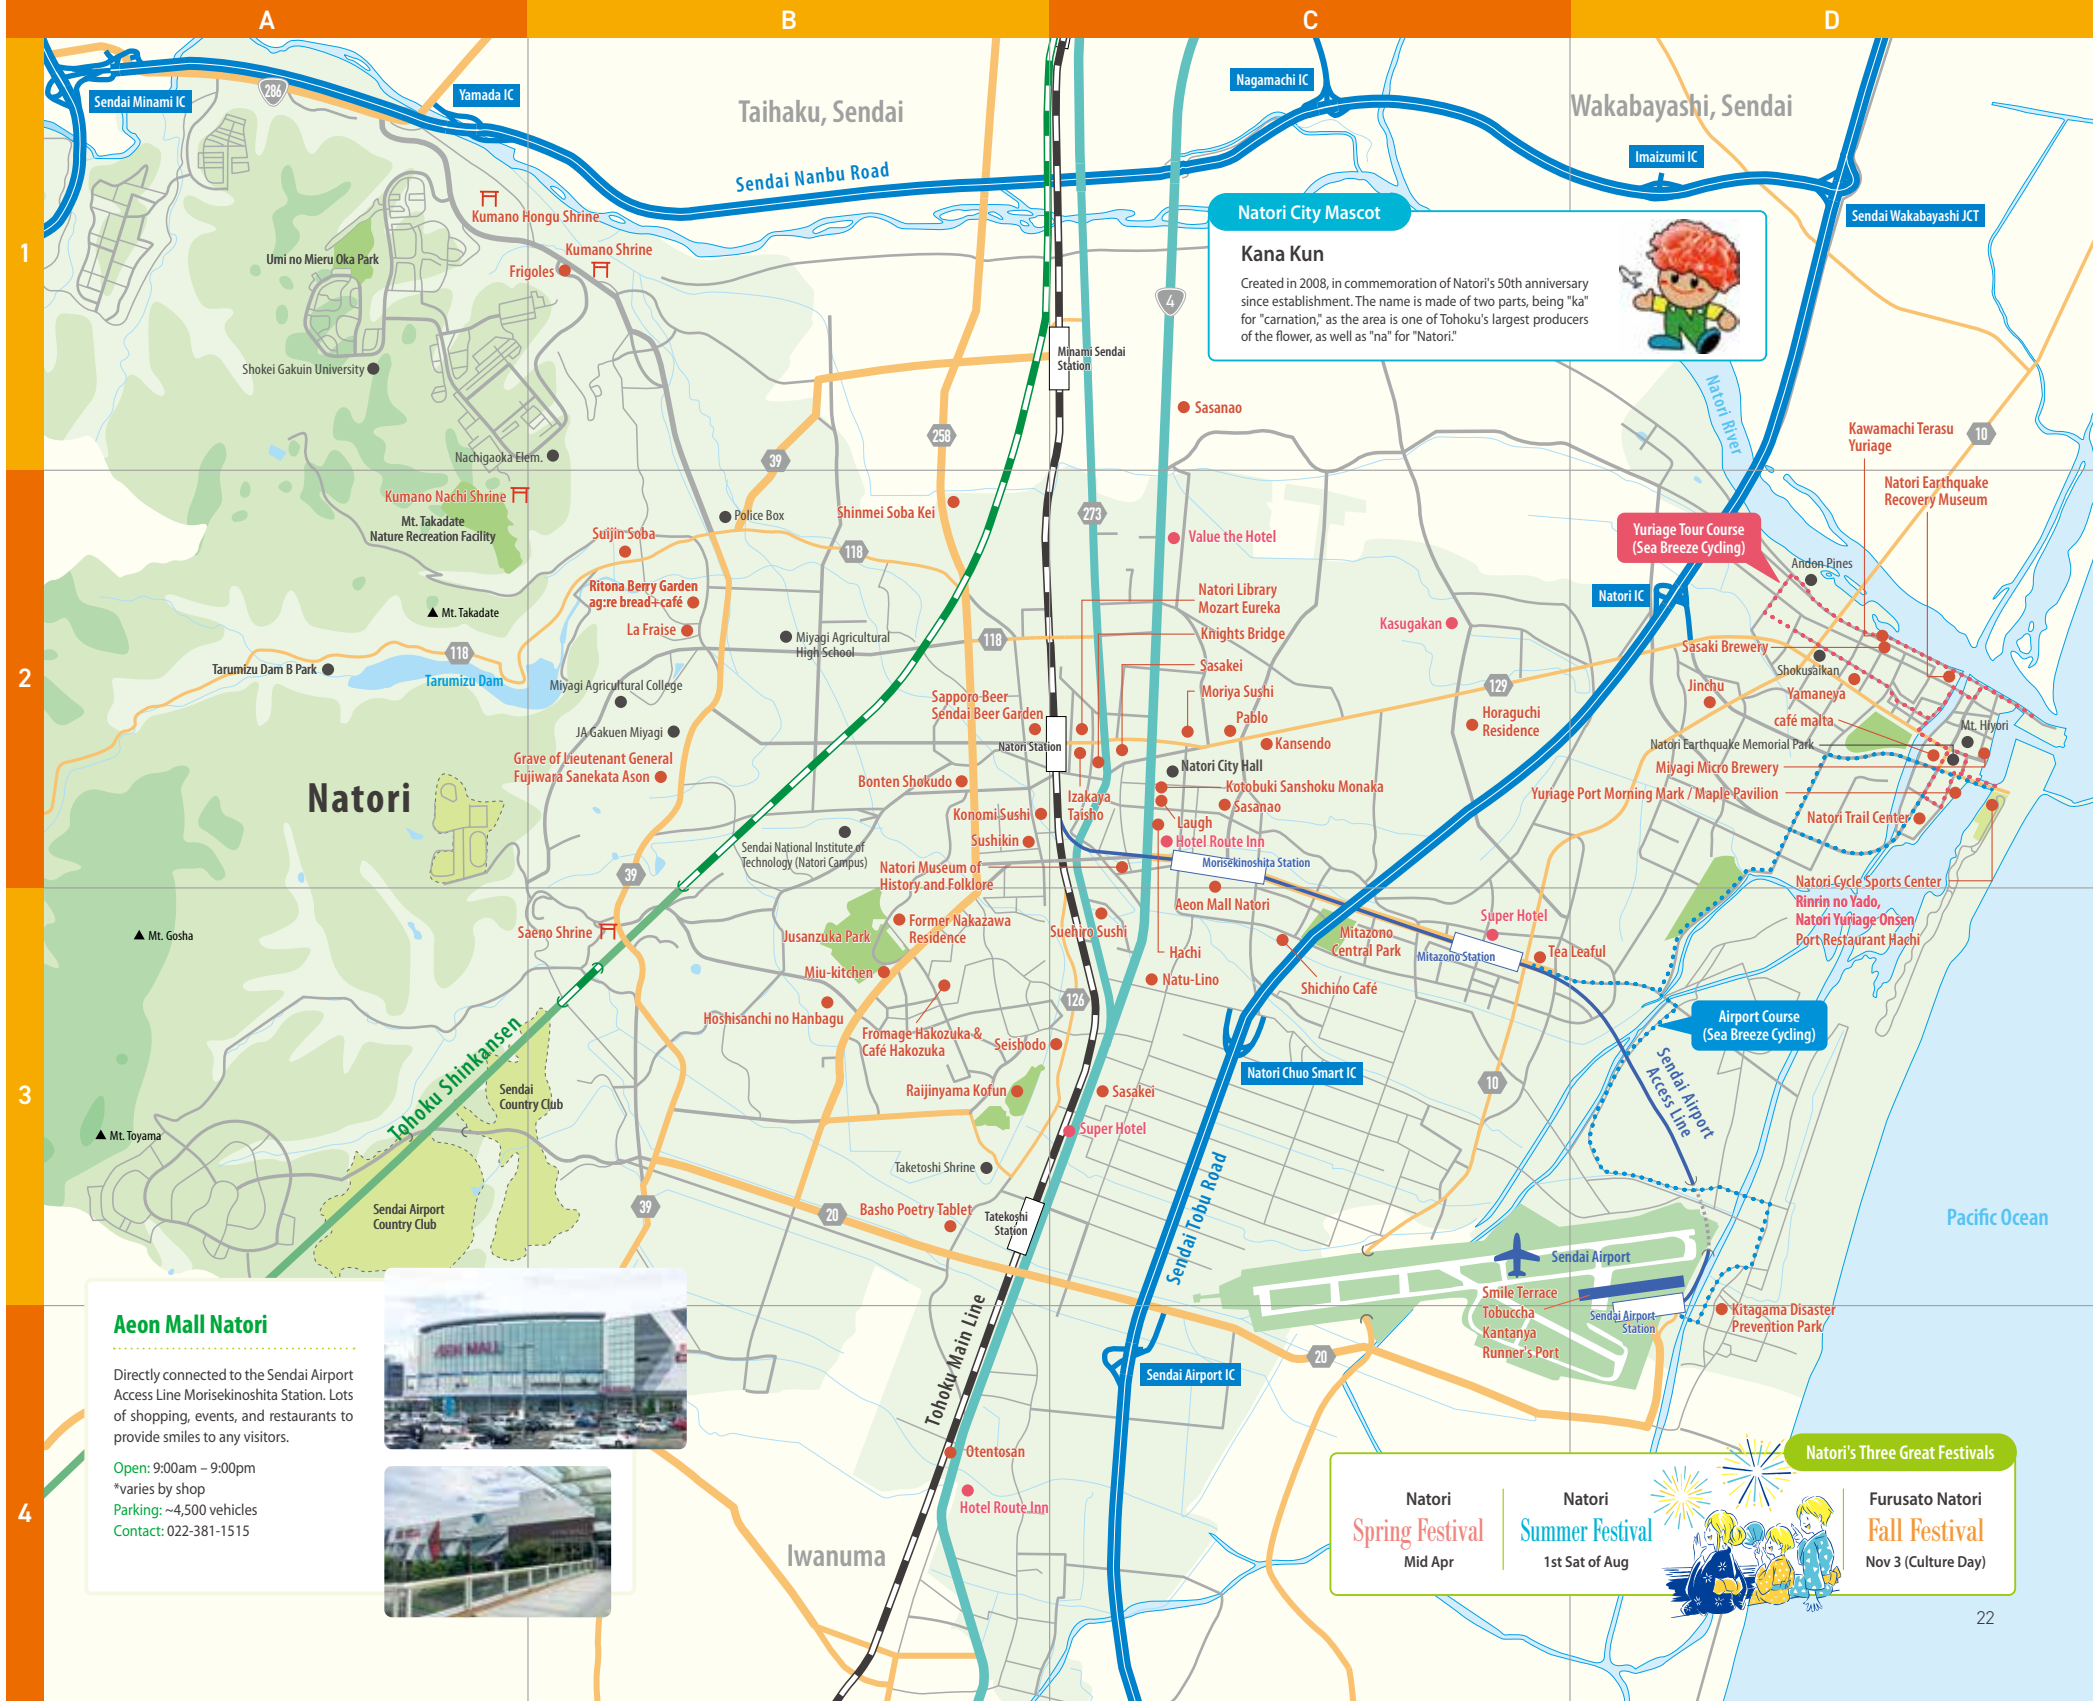 A
B
C
D
1
2
3
4
Sendai Minami IC
286
Yamada IC
Taihaku, Sendai
Nagamachi IC
Wakabayashi, Sendai
Imaizumi IC
Sendai Nanbu Road
Sendai Wakabayashi JCT
Kumano Hongu Shrine
Kumano Shrine
Frigoles
Umi no Mieru Oka Park
Shokei Gakuin University
Nachigaoka Elem.
4
Minami Sendai
Station
Natori City Mascot
Kana Kun
Created in 2008, in commemoration of Natori's 50th anniversary
since establishment. The name is made of two parts, being "ka"
for "carnation," as the area is one of Tohoku's largest producers
of the flower, as well as "na" for "Natori."
Natori River
Sasanao
258
39
Kawamachi Terasu
Yuriage
10
Natori Earthquake
Recovery Museum
Kumano Nachi Shrine
Mt. Takadate
Nature Recreation Facility
Police Box
Shinmei Soba Kei
Suijin Soba
118
273
Value the Hotel
Yuriage Tour Course
(Sea Breeze Cycling)
Andon Pines
Natori IC
Ritona Berry Garden
ag:re bread+café
La Fraise
Mt. Takadate
118
Tarumizu Dam B Park
Tarumizu Dam
Miyagi Agricultural
High School
118
Natori Library
Mozart Eureka
Knights Bridge
Sasakei
Moriya Sushi
Pablo
Kansendo
Kasugakan
129
Horaguchi
Residence
Sasaki Brewery
Shokusaikan
Jinchu
Yamaneya
café malta
Mt. Hiyori
Natori Earthquake Memorial Park
Miyagi Micro Brewery
Yuriage Port Morning Mark / Maple Pavilion
Natori Trail Center
Miyagi Agricultural College
JA Gakuen Miyagi
Sapporo Beer
Sendai Beer Garden
Natori Station
Grave of Lieutenant General
Fujiwara Sanekata Ason
Bonten Shokudo
Natori City Hall
Kotobuki Sanshoku Monaka
Izakaya
Taisho
Sasanao
Laugh
Hotel Route Inn
Natori
Konomi Sushi
Sushikin
Sendai National Institute of
Technology (Natori Campus)
Natori Museum of
History and Folklore
39
Morisekinoshita Station
Aeon Mall Natori
Natori Cycle Sports Center
Rinrin no Yado,
Natori Yuriage Onsen
Port Restaurant Hachi
Mt. Gosha
Saeno Shrine
Former Nakazawa
Residence
Jusanzuka Park
Suehiro Sushi
Super Hotel
Mitazono
Central Park
Mitazono Station
Tea Leaful
Hachi
Miu-kitchen
Natu-Lino
Shichino Café
126
Hoshisanchi no Hanbagu
Fromage Hakozuka &
Café Hakozuka
Seishodo
Airport Course
(Sea Breeze Cycling)
Tohoku Shinkansen
Sendai
Country Club
Natori Chuo Smart IC
10
Sendai Airport
Access Line
Raijinyama Kofun
Sasakei
Mt. Toyama
Super Hotel
Taketoshi Shrine
39
20
Basho Poetry Tablet
Tatekoshi
Station
Sendai Tobu Road
Sendai Airport
Country Club
Pacific Ocean
Sendai Airport
Smile Terrace
Tobuccha
Kantanya
Runner's Port
Sendai Airport
Station
Kitagama Disaster
Prevention Park
20
Tohoku Main Line
Sendai Airport IC
Aeon Mall Natori
Directly connected to the Sendai Airport
Access Line Morisekinoshita Station. Lots
of shopping, events, and restaurants to
provide smiles to any visitors.
Open: 9:00am – 9:00pm
*varies by shop
Parking: ~4,500 vehicles
Contact: 022-381-1515
AEON MALL
Otentosan
Hotel Route Inn
Iwanuma
Natori's Three Great Festivals
Natori
Spring Festival
Mid Apr
Natori
Summer Festival
1st Sat of Aug
Furusato Natori
Fall Festival
Nov 3 (Culture Day)
22